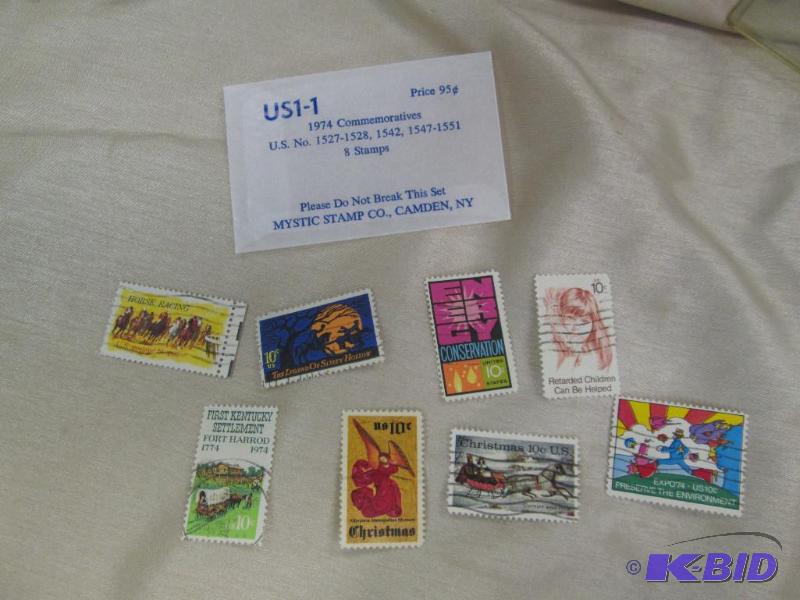 US1-1
Price 95¢
1974 Commemoratives
U.S. No. 1527-1528, 1542, 1547-1551
8 Stamps
Please Do Not Break This Set
MYSTIC STAMP CO., CAMDEN, NY
HORSE RACING
10¢
US
THE LEGEND OF SLEEPY HOLLOW
ENERGY
CONSERVATION
UNITED
10c
STATES
US
10c
Retarded Children
Can Be Helped
FIRST KENTUCKY
SETTLEMENT
FORT HARROD
1774 1974
US 10c
us 10c
Christmas
Christmas 10c U.S.
EXPO'74 - US10c
PRESERVE THE ENVIRONMENT
© K-BID